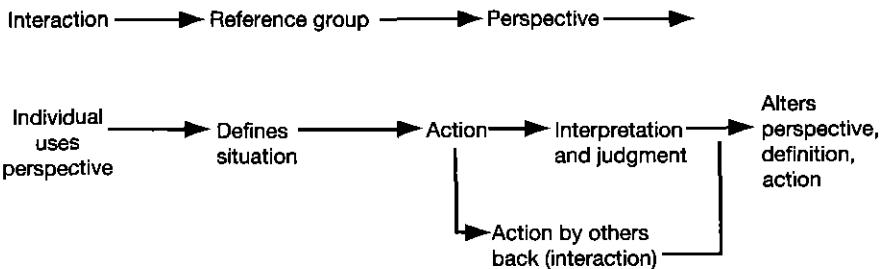 Interaction Reference group Perspective
Individual uses perspective
Defines situation
Action
Interpretation and judgment
Alters perspective, definition, action
Action by others back (interaction)